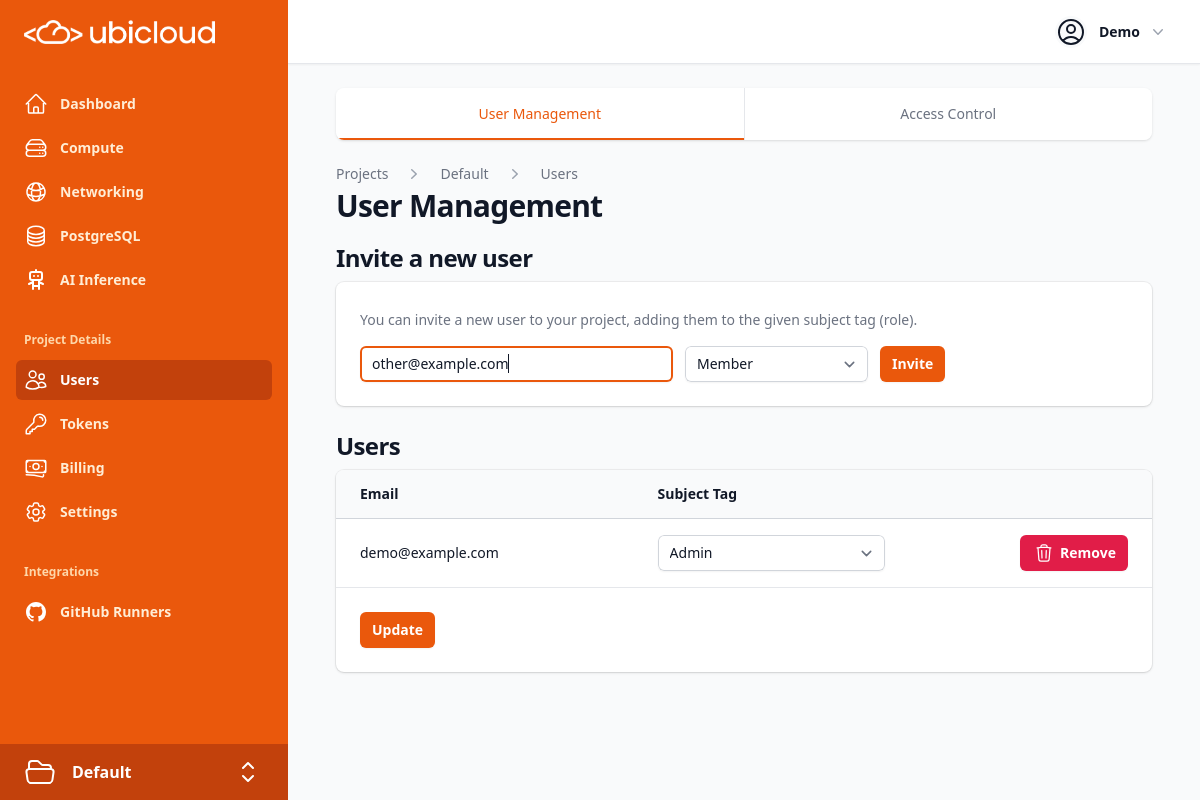 ubicloud
Demo
Dashboard
Compute
Networking
PostgreSQL
AI Inference
Project Details
Users
Tokens
Billing
Settings
Integrations
GitHub Runners
Default
User Management
Access Control
Projects > Default > Users
User Management
Invite a new user
You can invite a new user to your project, adding them to the given subject tag (role).
other@example.com Member Invite
Users
Email Subject Tag
demo@example.com Admin Remove
Update